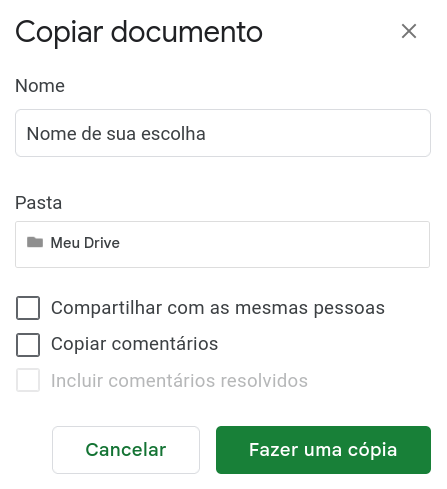 Copiar documento
Nome
Nome de sua escolha
Pasta
Meu Drive
Compartilhar com as mesmas pessoas
Copiar comentários
Incluir comentários resolvidos
Cancelar
Fazer uma cópia